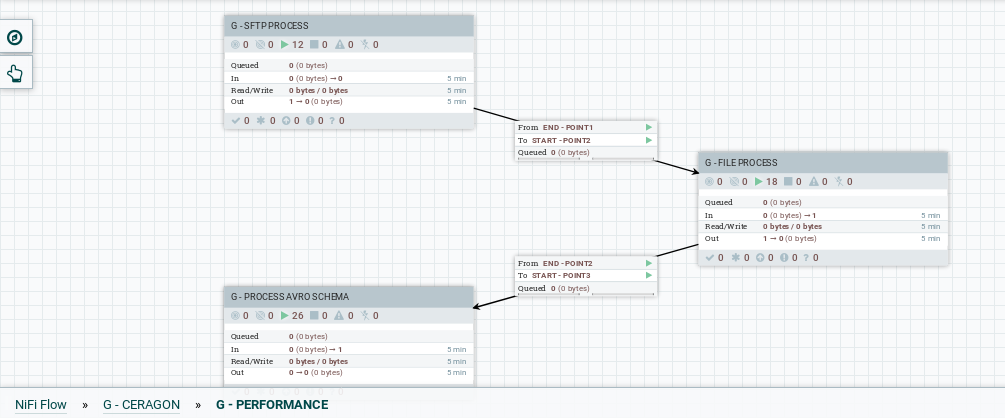 G - SFTP PROCESS
0 0 12 0 0 0
Queued 0 (0 bytes)
In 0 (0 bytes) → 0 5 min
Read/Write 0 bytes / 0 bytes 5 min
Out 1 → 0 (0 bytes) 5 min
0 0 0 0 ? 0
From END - POINT1
To START - POINT2
Queued 0 (0 bytes)
G - FILE PROCESS
0 0 18 0 0 0
Queued 0 (0 bytes)
In 0 (0 bytes) → 1 5 min
Read/Write 0 bytes / 0 bytes 5 min
Out 1 → 0 (0 bytes) 5 min
0 0 0 0 ? 0
From END - POINT2
To START - POINT3
Queued 0 (0 bytes)
G - PROCESS AVRO SCHEMA
0 0 26 0 0 0
Queued 0 (0 bytes)
In 0 (0 bytes) → 1 5 min
Read/Write 0 bytes / 0 bytes 5 min
Out 0 → 0 (0 bytes) 5 min
NiFi Flow » G - CERAGON » G - PERFORMANCE